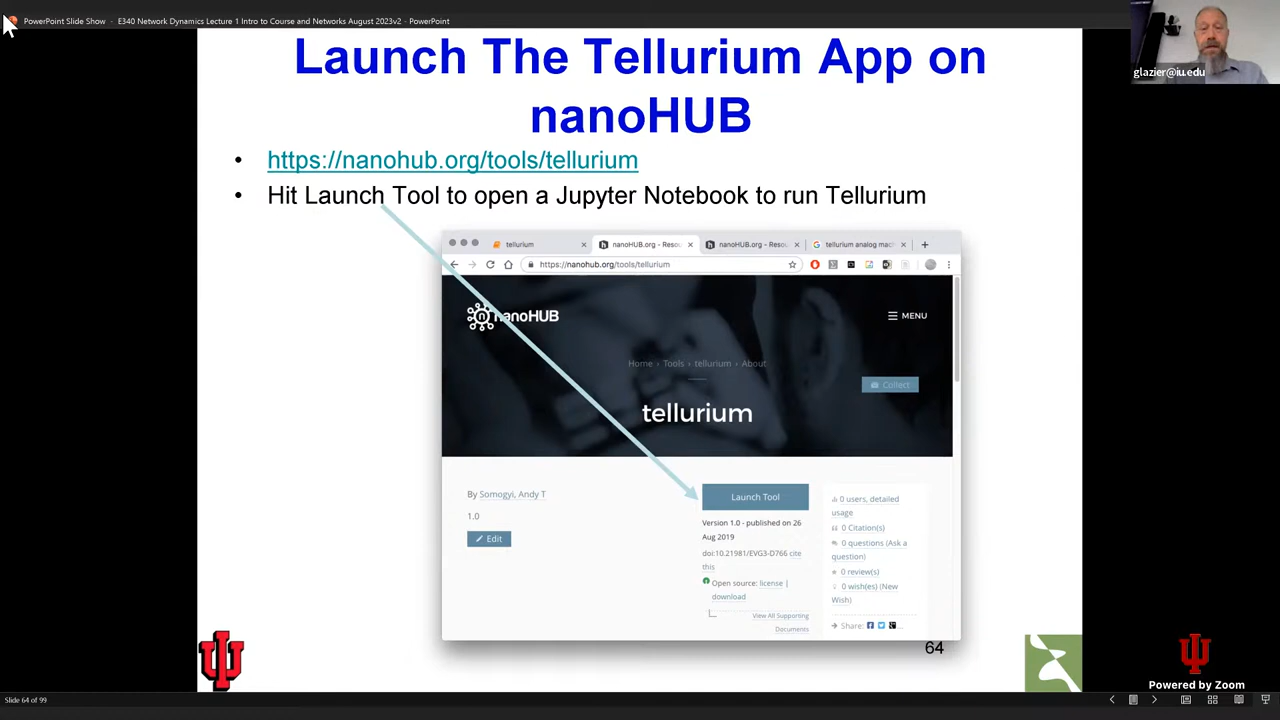 PowerPoint Slide Show - E340 Network Dynamics Lecture 1 Intro to Course and Networks August 2023v2 - PowerPoint
glazier@iu.edu
Launch The Tellurium App on
nanoHUB
• https://nanohub.org/tools/tellurium
• Hit Launch Tool to open a Jupyter Notebook to run Tellurium
tellurium
nanoHUB.org - Resou
nanoHUB.org - Resou
tellurium analog mac
https://nanohub.org/tools/tellurium
nanoHUB
MENU
Home › Tools › tellurium › About
Collect
tellurium
By Somogyi, Andy T
1.0
Edit
Launch Tool
Version 1.0 - published on 26
Aug 2019
doi:10.21981/EVG3-D766 cite
this
Open source: license |
download
View All Supporting
Documents
0 users, detailed
usage
0 Citation(s)
0 questions (Ask a
question)
0 review(s)
0 wish(es) (New
Wish)
Share:
64
Powered by Zoom
Slide 64 of 99